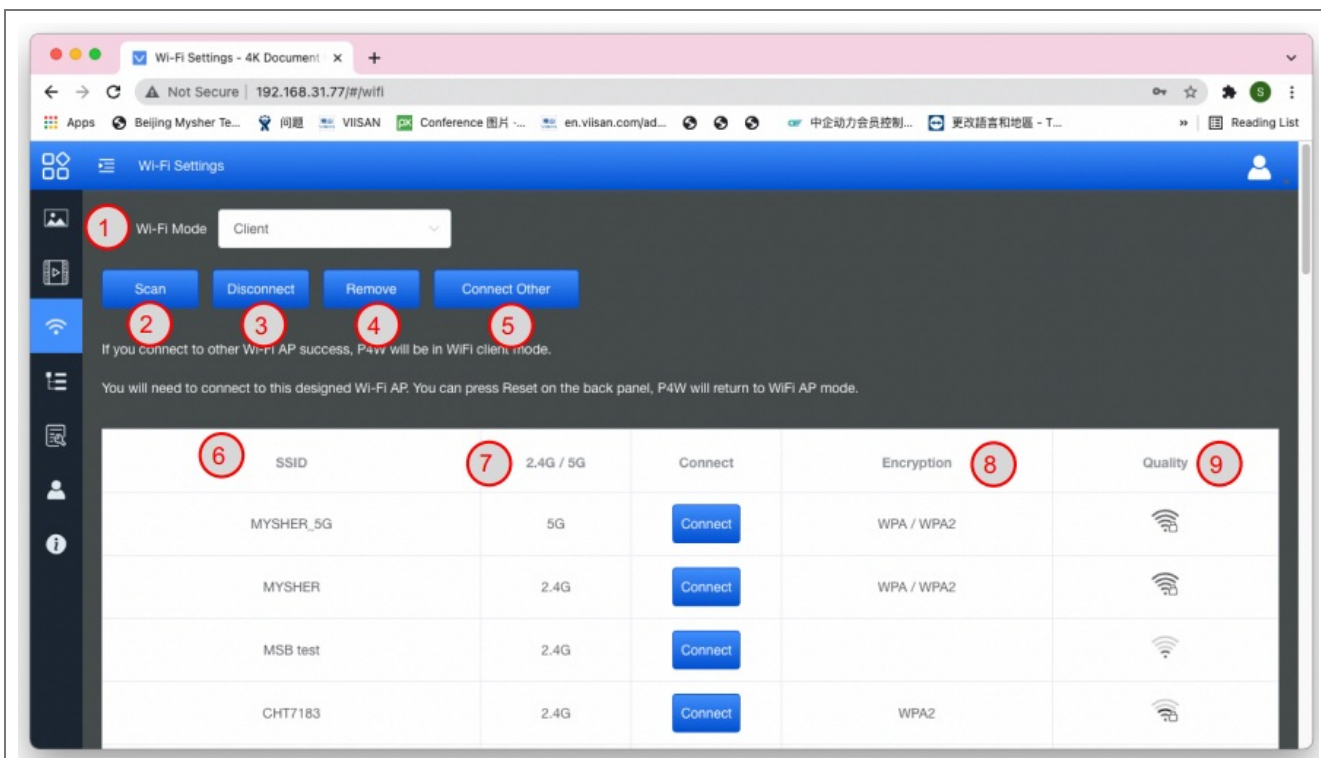 Wi-Fi Settings - 4K Document
Not Secure | 192.168.31.77/#/wifi
S
Apps Beijing Mysher Te... 问题 VIISAN Conference 图片 -... en.viisan.com/ad... 中企动力会员控制... 更改語言和地區 - T... » Reading List
Wi-Fi Settings
1 Wi-Fi Mode Client
Scan Disconnect Remove Connect Other
2 3 4 5
If you connect to other Wi-Fi AP success, P4W will be in WiFi client mode.
You will need to connect to this designed Wi-Fi AP. You can press Reset on the back panel, P4W will return to WiFi AP mode.
6 SSID 7 2.4G / 5G Connect Encryption 8 Quality 9
MYSHER_5G 5G Connect WPA / WPA2
MYSHER 2.4G Connect WPA / WPA2
MSB test 2.4G Connect
CHT7183 2.4G Connect WPA2